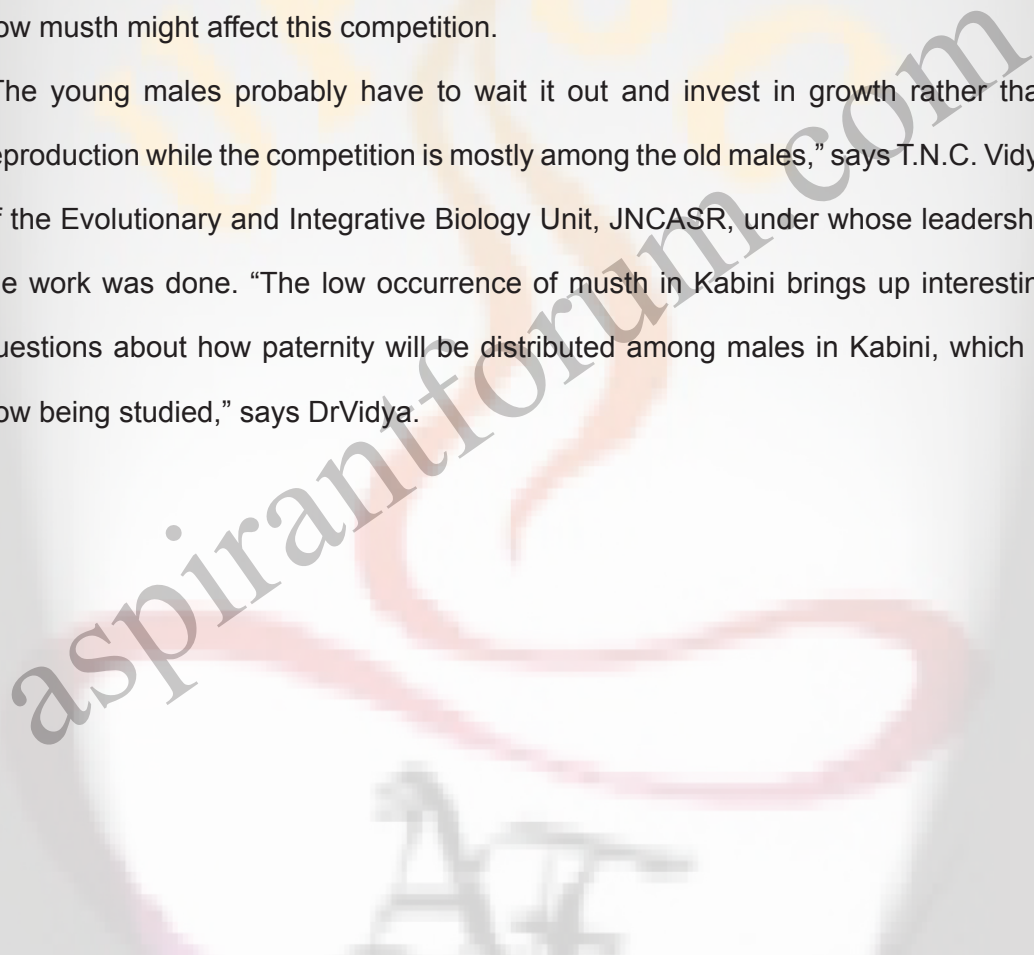 ow musth might affect this competition.
The young males probably have to wait it out and invest in growth rather tha
eproduction while the competition is mostly among the old males,” says T.N.C. Vidy
f the Evolutionary and Integrative Biology Unit, JNCASR, under whose leadersh
e work was done. “The low occurrence of musth in Kabini brings up interestin
uestions about how paternity will be distributed among males in Kabini, which
ow being studied,” says DrVidya.
aspirantforum.com